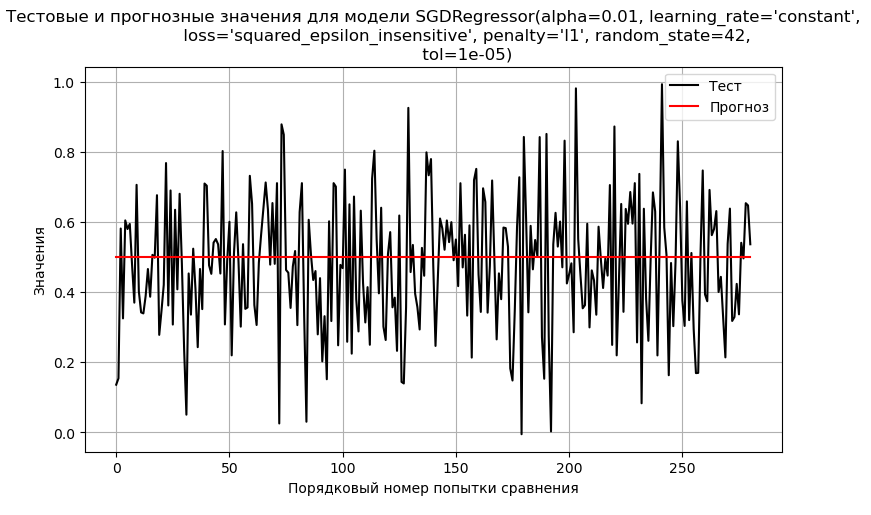 Тестовые и прогнозные значения для модели SGDRegressor(alpha=0.01, learning_rate='constant',
loss='squared_epsilon_insensitive', penalty='l1', random_state=42,
tol=1e-05)
1.0
Тест
Прогноз
0.8
0.6
Значения
0.4
0.2
0.0
0 50 100 150 200 250
Порядковый номер попытки сравнения